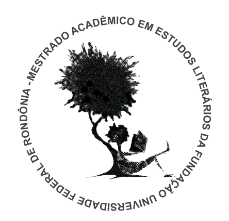 MESTRADO ACADÊMICO EM ESTUDOS LITERÁRIOS DA FUNDAÇÃO UNIVERSIDADE FEDERAL DE RONDÔNIA -